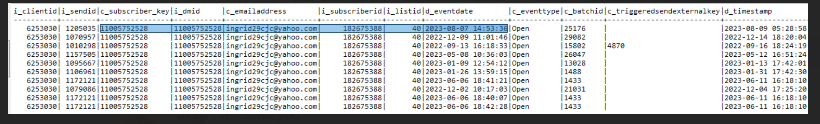 i_clientid| i_sendid|c_subscriber_key| i_dmid|c_emailaddress| i_subscriberid|i_listid| d_eventdate|c_eventtype|c_batchid|c_triggeredsendexternalkey| d_timestamp
6253030| 1205035|11005752528 |11005752528|ingrid29cjc@yahoo.com| 182675388| 40|2023-08-07 14:53:36|Open |25176 | |2023-08-09 05:28:58
6253030| 1070957|11005752528 |11005752528|ingrid29cjc@yahoo.com| 182675388| 40|2022-12-09 11:01:46|Open |29082 | |2022-12-14 18:20:04
6253030| 1010298|11005752528 |11005752528|ingrid29cjc@yahoo.com| 182675388| 40|2022-09-13 16:18:33|Open |15802 |4870 |2022-09-16 18:24:19
6253030| 1157505|11005752528 |11005752528|ingrid29cjc@yahoo.com| 182675388| 40|2023-05-08 10:36:03|Open |26047 | |2023-05-12 16:51:24
6253030| 1095667|11005752528 |11005752528|ingrid29cjc@yahoo.com| 182675388| 40|2023-01-09 12:54:12|Open |13028 | |2023-01-13 17:42:01
6253030| 1106961|11005752528 |11005752528|ingrid29cjc@yahoo.com| 182675388| 40|2023-01-26 13:59:15|Open |1488 | |2023-01-31 17:42:30
6253030| 1172121|11005752528 |11005752528|ingrid29cjc@yahoo.com| 182675388| 40|2023-06-06 18:41:21|Open |1433 | |2023-06-11 16:18:10
6253030| 1079086|11005752528 |11005752528|ingrid29cjc@yahoo.com| 182675388| 40|2022-12-02 10:17:03|Open |21031 | |2022-12-04 17:25:20
6253030| 1172121|11005752528 |11005752528|ingrid29cjc@yahoo.com| 182675388| 40|2023-06-06 18:40:07|Open |1433 | |2023-06-11 16:18:10
6253030| 1172121|11005752528 |11005752528|ingrid29cjc@yahoo.com| 182675388| 40|2023-06-06 18:42:28|Open |1433 | |2023-06-11 16:18:10